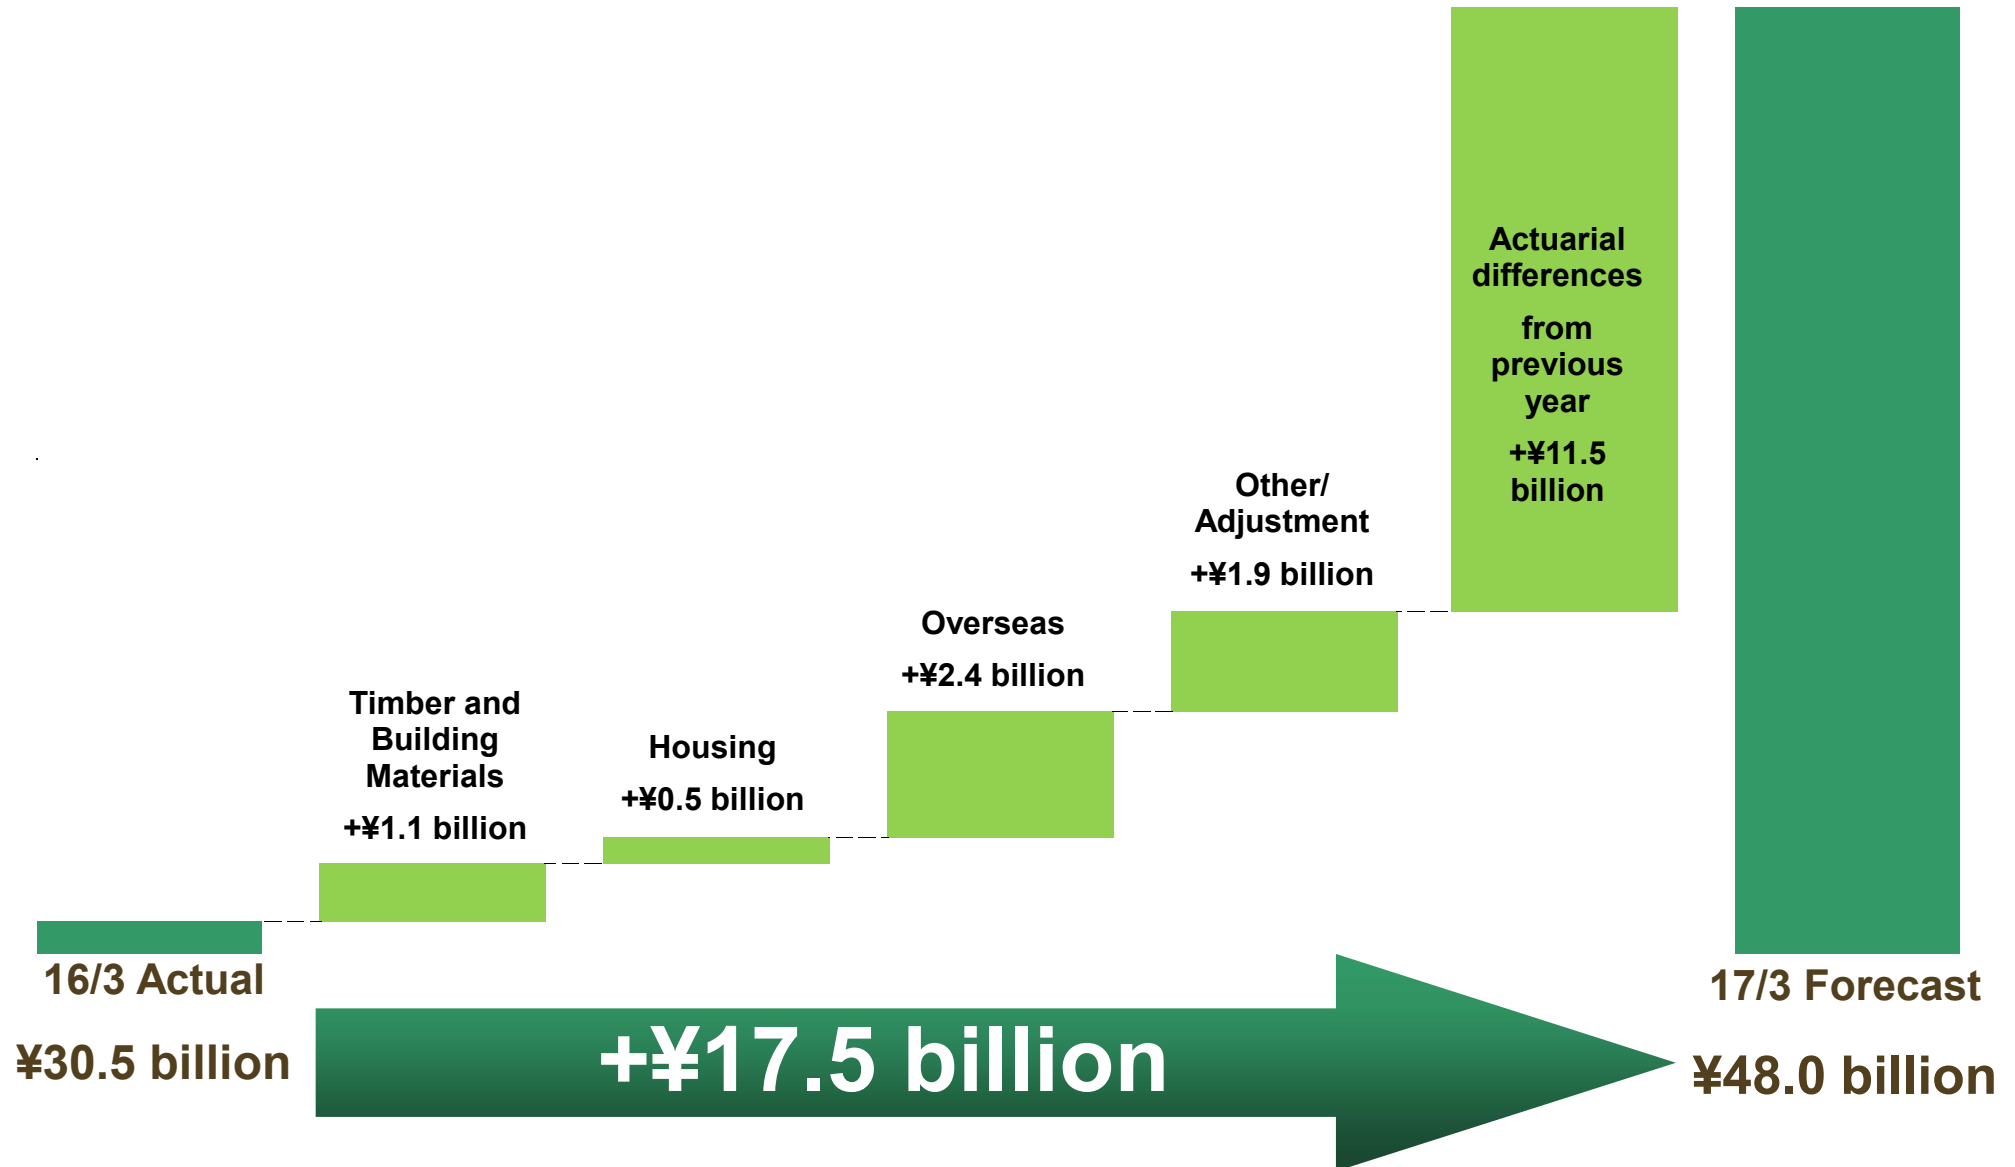 16/3 Actual
¥30.5 billion
Timber and
Building
Materials
+¥1.1 billion
Housing
+¥0.5 billion
Overseas
+¥2.4 billion
Other/
Adjustment
+¥1.9 billion
Actuarial
differences
from
previous
year
+¥11.5
billion
17/3 Forecast
¥48.0 billion
+¥17.5 billion